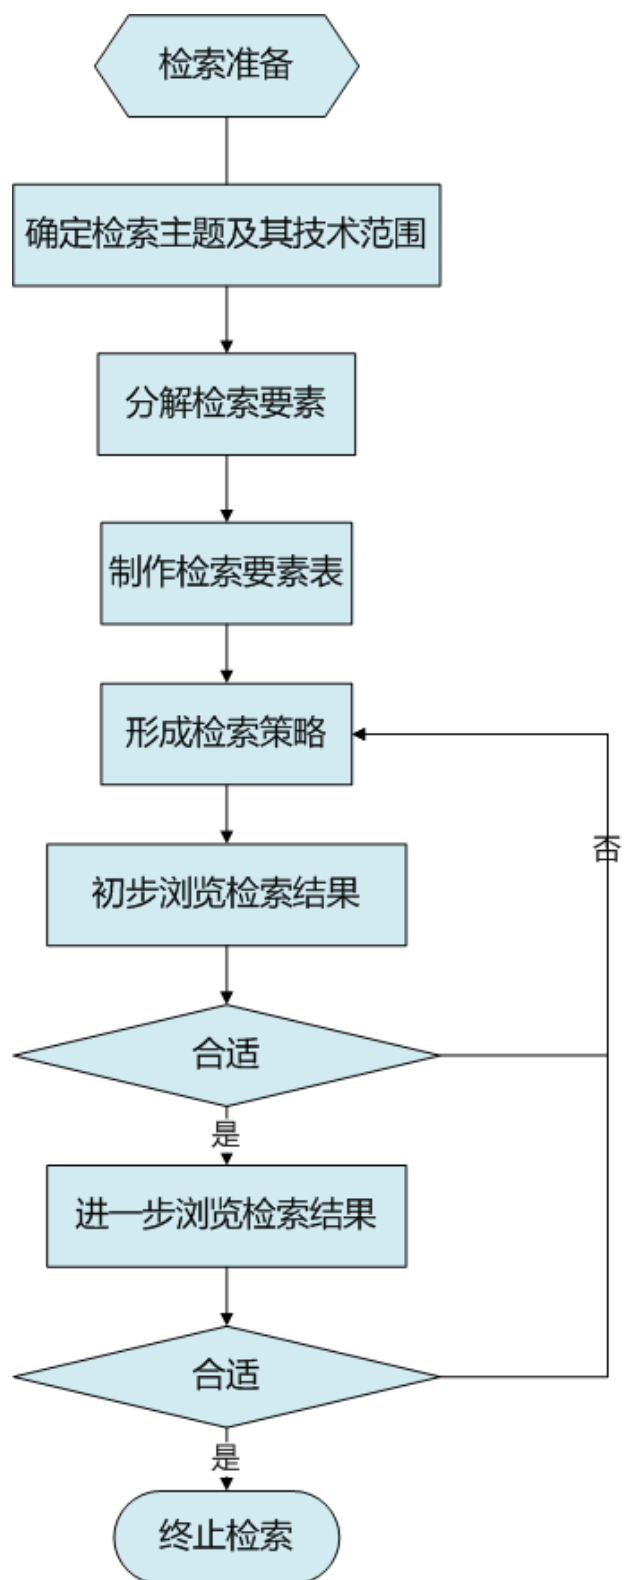 检索准备
确定检索主题及其技术范围
分解检索要素
制作检索要素表
形成检索策略
否
初步浏览检索结果
合适
是
进一步浏览检索结果
合适
是
终止检索